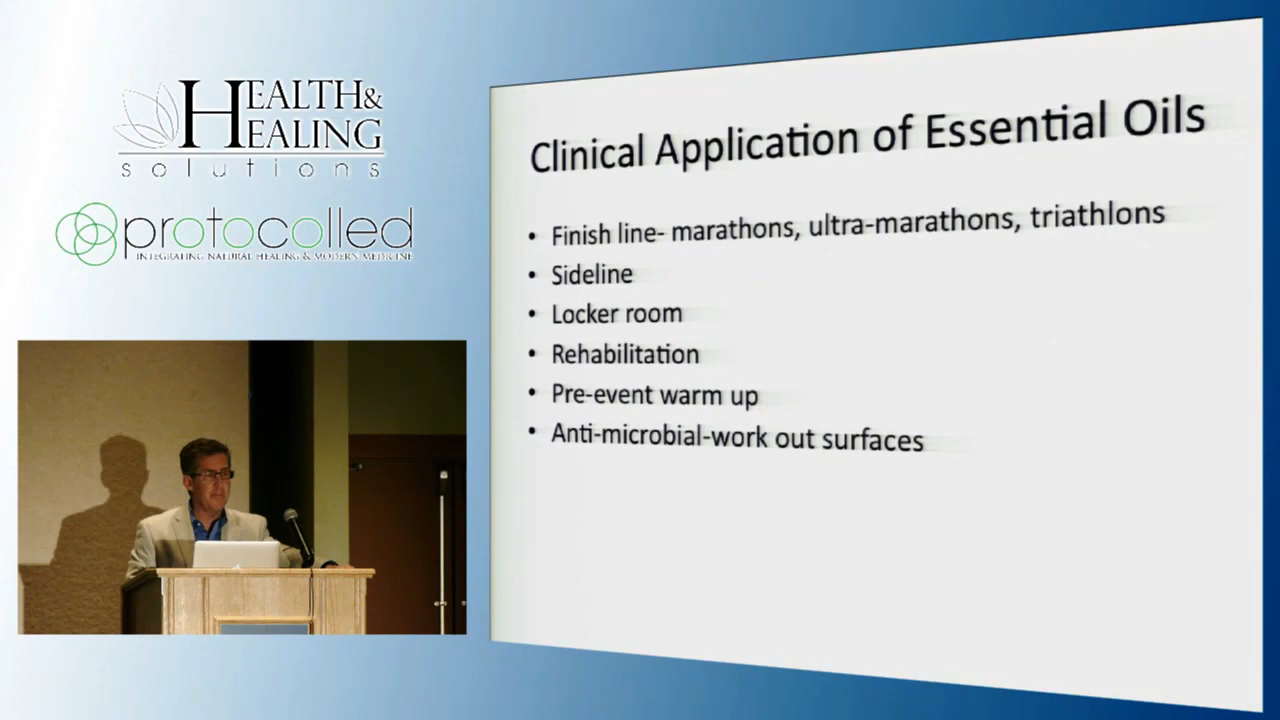 HEALTH&
HEALING
solutions
protocolled
INTEGRATING NATURAL HEALING & MODERN MEDICINE
Clinical Application of Essential Oils
• Finish line- marathons, ultra-marathons, triathlons
• Sideline
• Locker room
• Rehabilitation
• Pre-event warm up
• Anti-microbial-work out surfaces